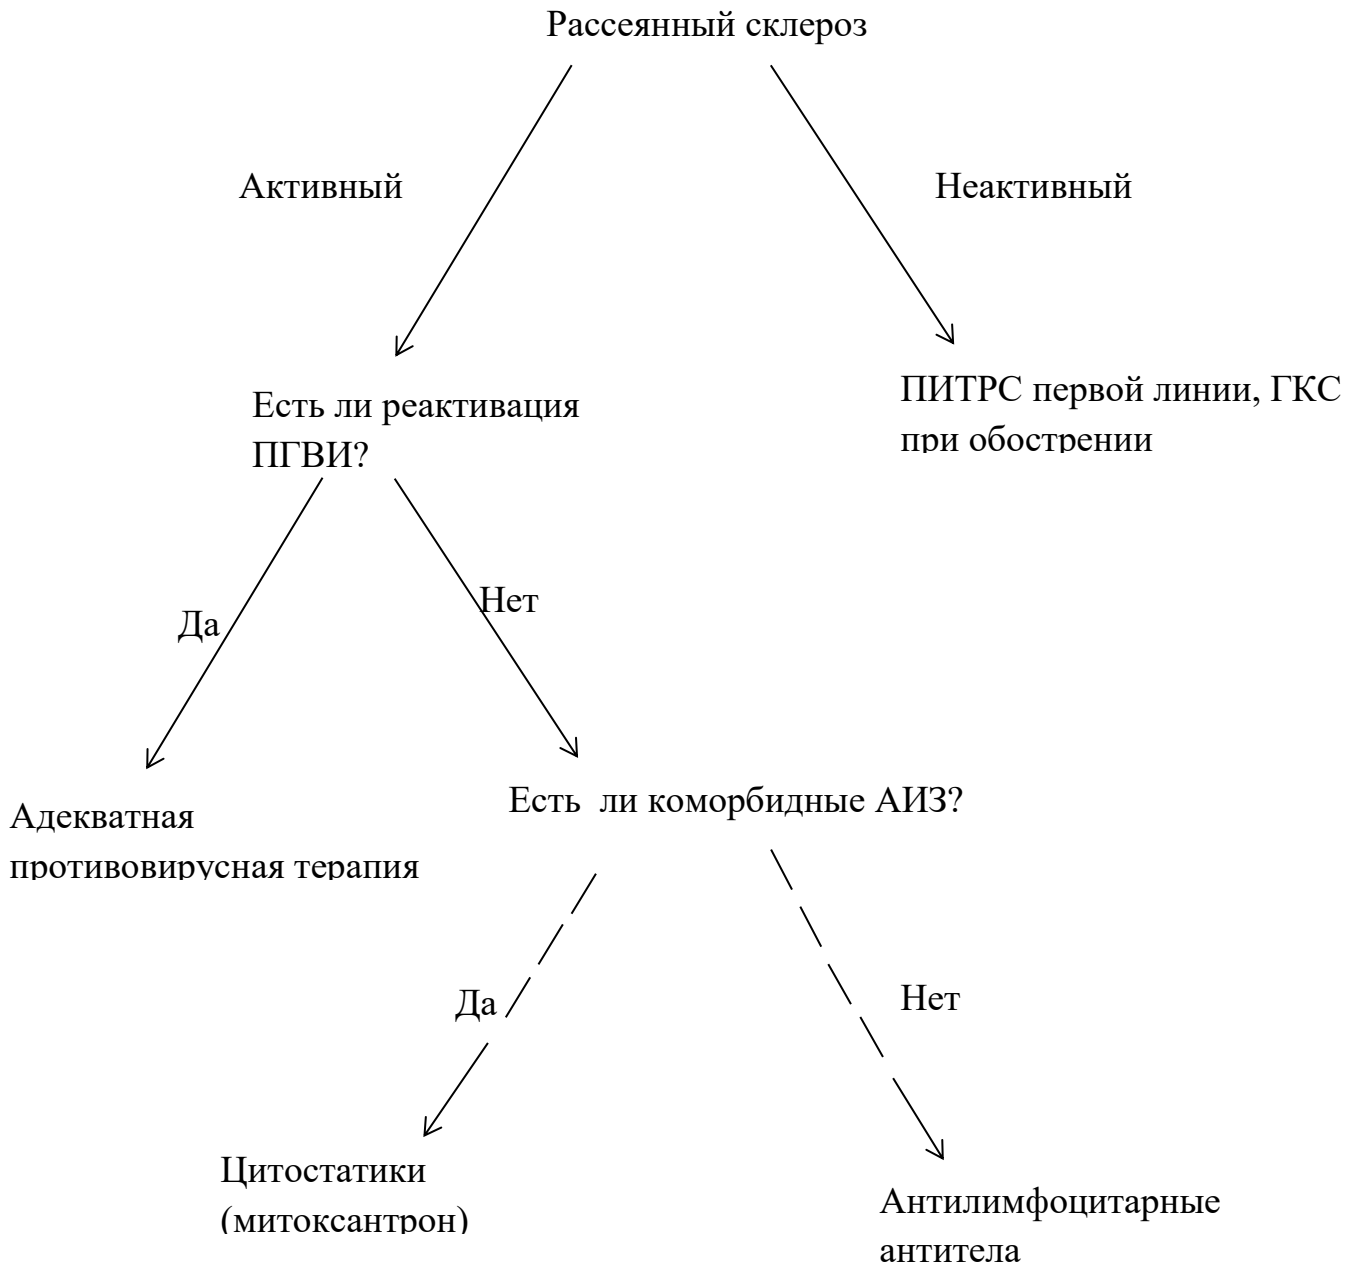 Рассеянный склероз
Активный
Неактивный
Есть ли реактивация
ПГВИ?
ПИТРС первой линии, ГКС
при обострении
Да
Нет
Адекватная
противовирусная терапия
Есть ли коморбидные АИЗ?
Да
Нет
Цитостатики
(митоксантрон)
Антилимфоцитарные
антитела